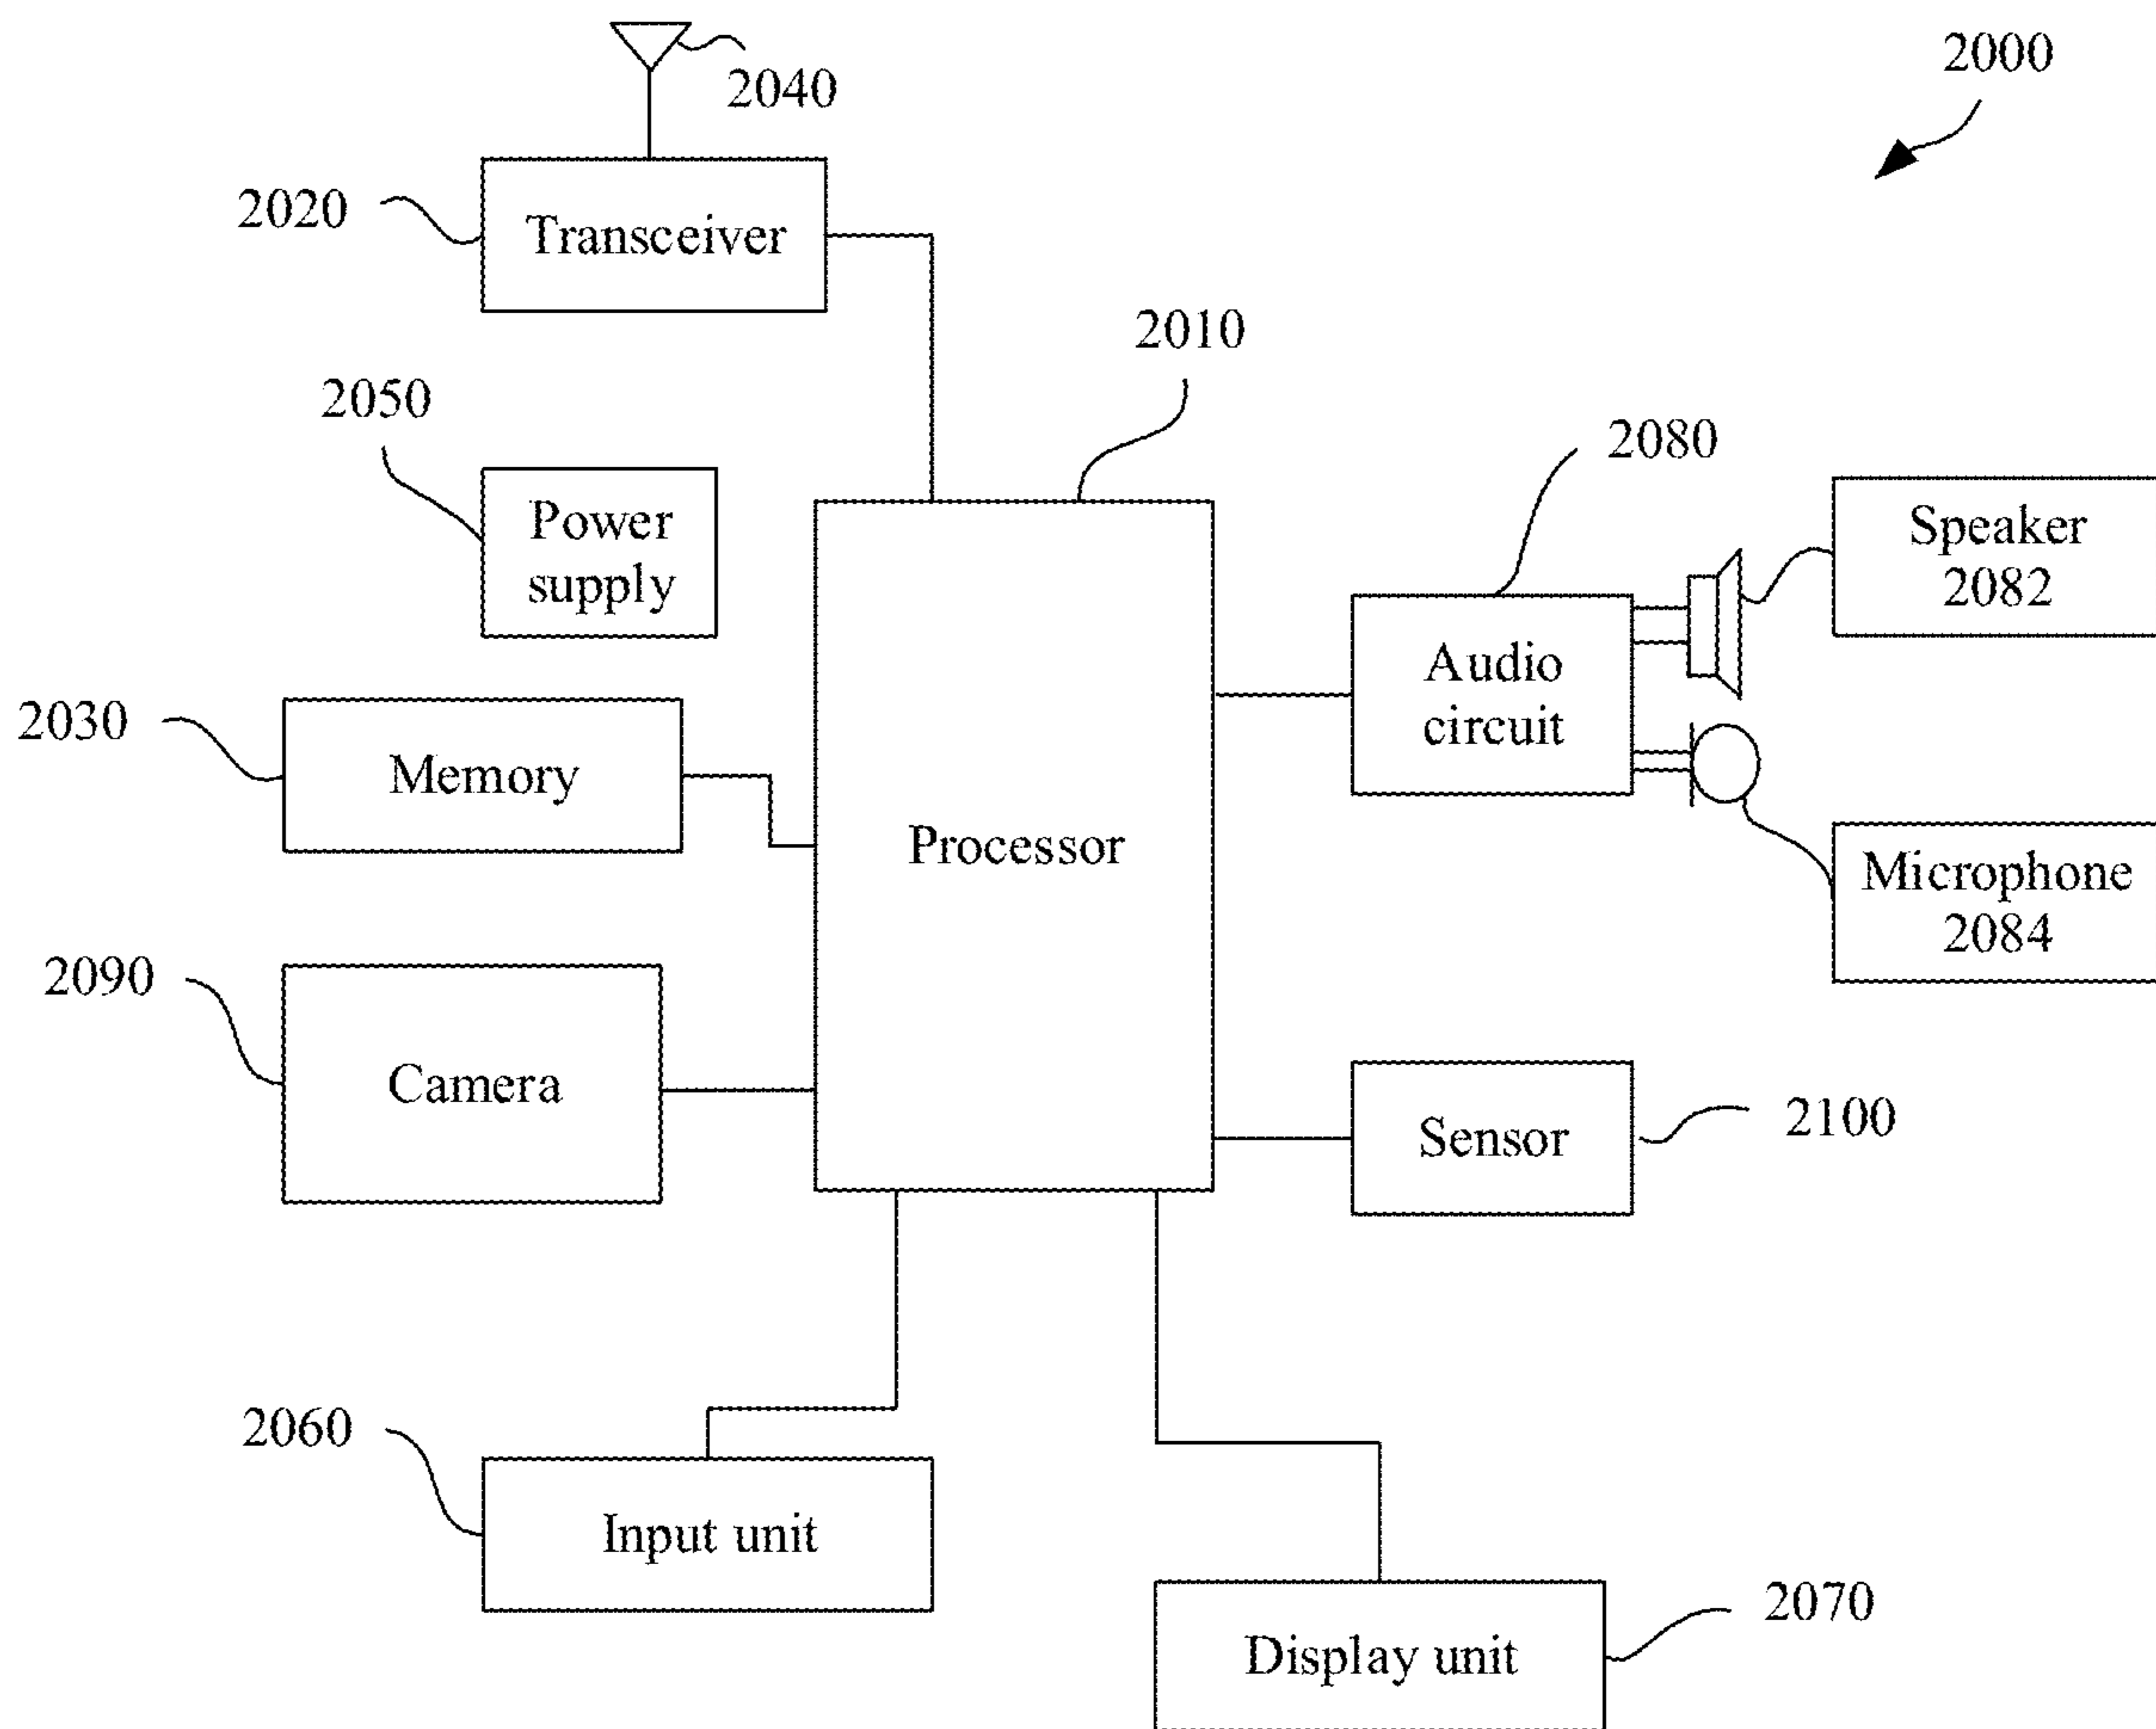 2000
2040
2020
Transceiver
2010
2050
Power
supply
2080
Speaker
2082
Audio
circuit
2030
Memory
Processor
Microphone
2084
2090
Camera
Sensor
2100
2060
Input unit
2070
Display unit